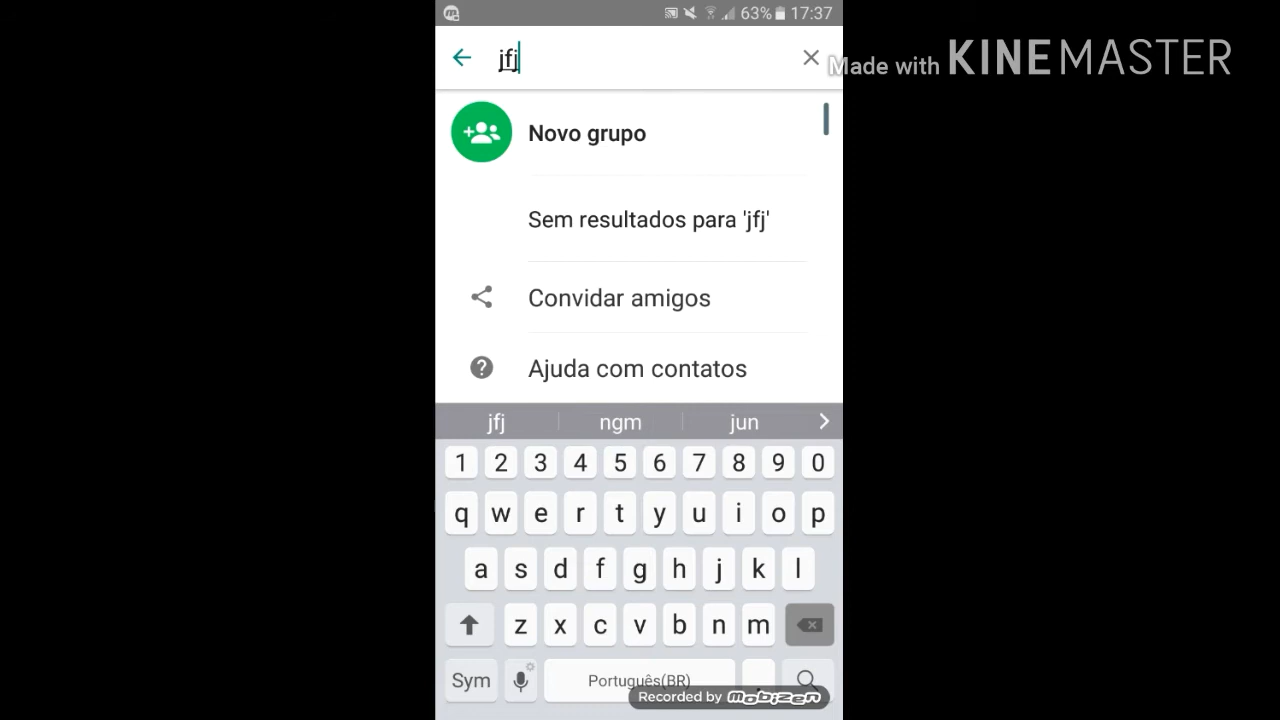 63% 17:37
jfj
Made with KINEMASTER
Novo grupo
Sem resultados para 'jfj'
Convidar amigos
Ajuda com contatos
jfj ngm jun
1 2 3 4 5 6 7 8 9 0
q w e r t y u i o p
a s d f g h j k l
z x c v b n m
Sym Português(BR) .
Recorded by mobizen